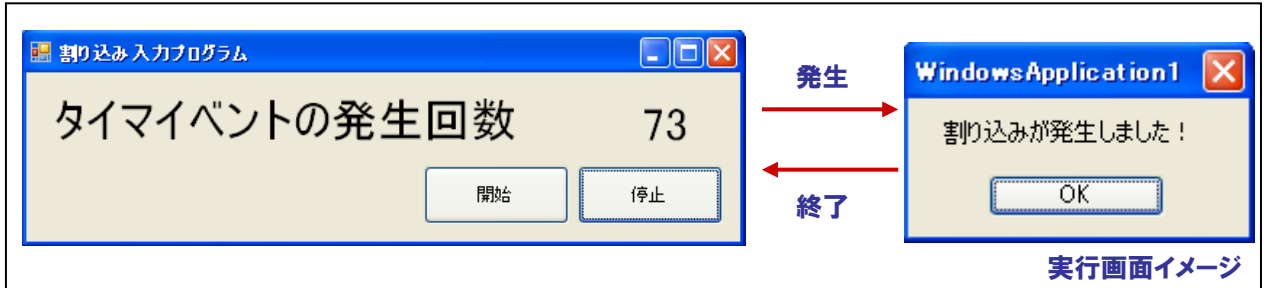 割り込み入力プログラム
タイマイベントの発生回数 73
開始 停止
発生
終了
WindowsApplication1
割り込みが発生しました！
OK
実行画面イメージ